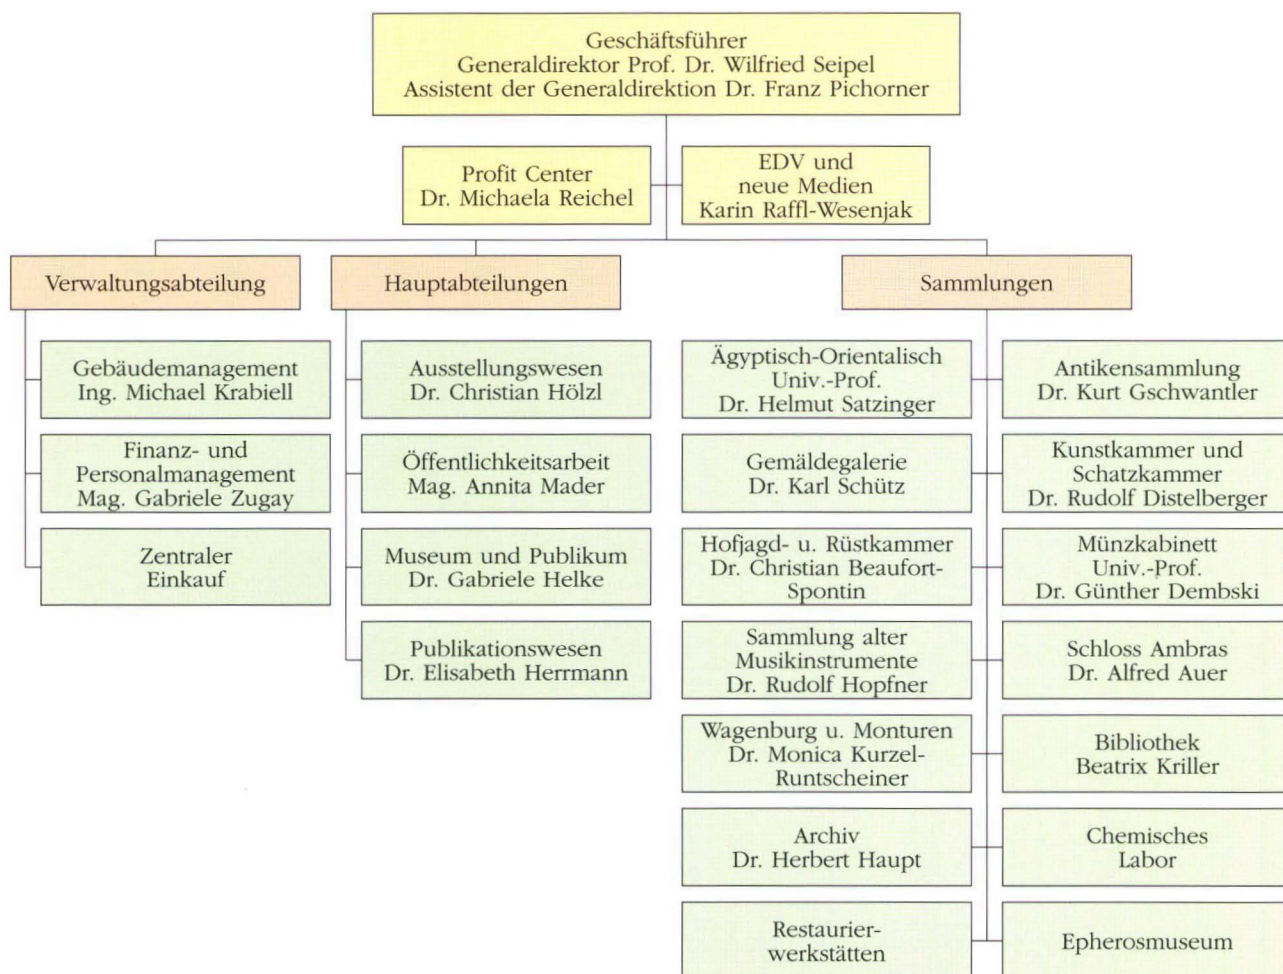 Geschäftsführer
Generaldirektor Prof. Dr. Wilfried Seipel
Assistent der Generaldirektion Dr. Franz Pichorner
Profit Center
Dr. Michaela Reichel
EDV und
neue Medien
Karin Raffl-Wesenjak
Verwaltungsabteilung
Gebäudemanagement
Ing. Michael Krabiell
Finanz- und
Personalmanagement
Mag. Gabriele Zugay
Zentraler
Einkauf
Hauptabteilungen
Ausstellungswesen
Dr. Christian Hölzl
Öffentlichkeitsarbeit
Mag. Annita Mader
Museum und Publikum
Dr. Gabriele Helke
Publikationswesen
Dr. Elisabeth Herrmann
Sammlungen
Ägyptisch-Orientalisch
Univ.-Prof.
Dr. Helmut Satzinger
Antikensammlung
Dr. Kurt Gschwantler
Gemäldegalerie
Dr. Karl Schütz
Kunstkammer und
Schatzkammer
Dr. Rudolf Distelberger
Hofjagd- u. Rüstkammer
Dr. Christian Beaufort-
Spontin
Münzkabinett
Univ.-Prof.
Dr. Günther Dembski
Sammlung alter
Musikinstrumente
Dr. Rudolf Hopfner
Schloss Ambras
Dr. Alfred Auer
Wagenburg u. Monturen
Dr. Monica Kurzel-
Runtscheiner
Bibliothek
Beatrix Kriller
Archiv
Dr. Herbert Haupt
Chemisches
Labor
Restaurier-
werkstätten
Epherosmuseum